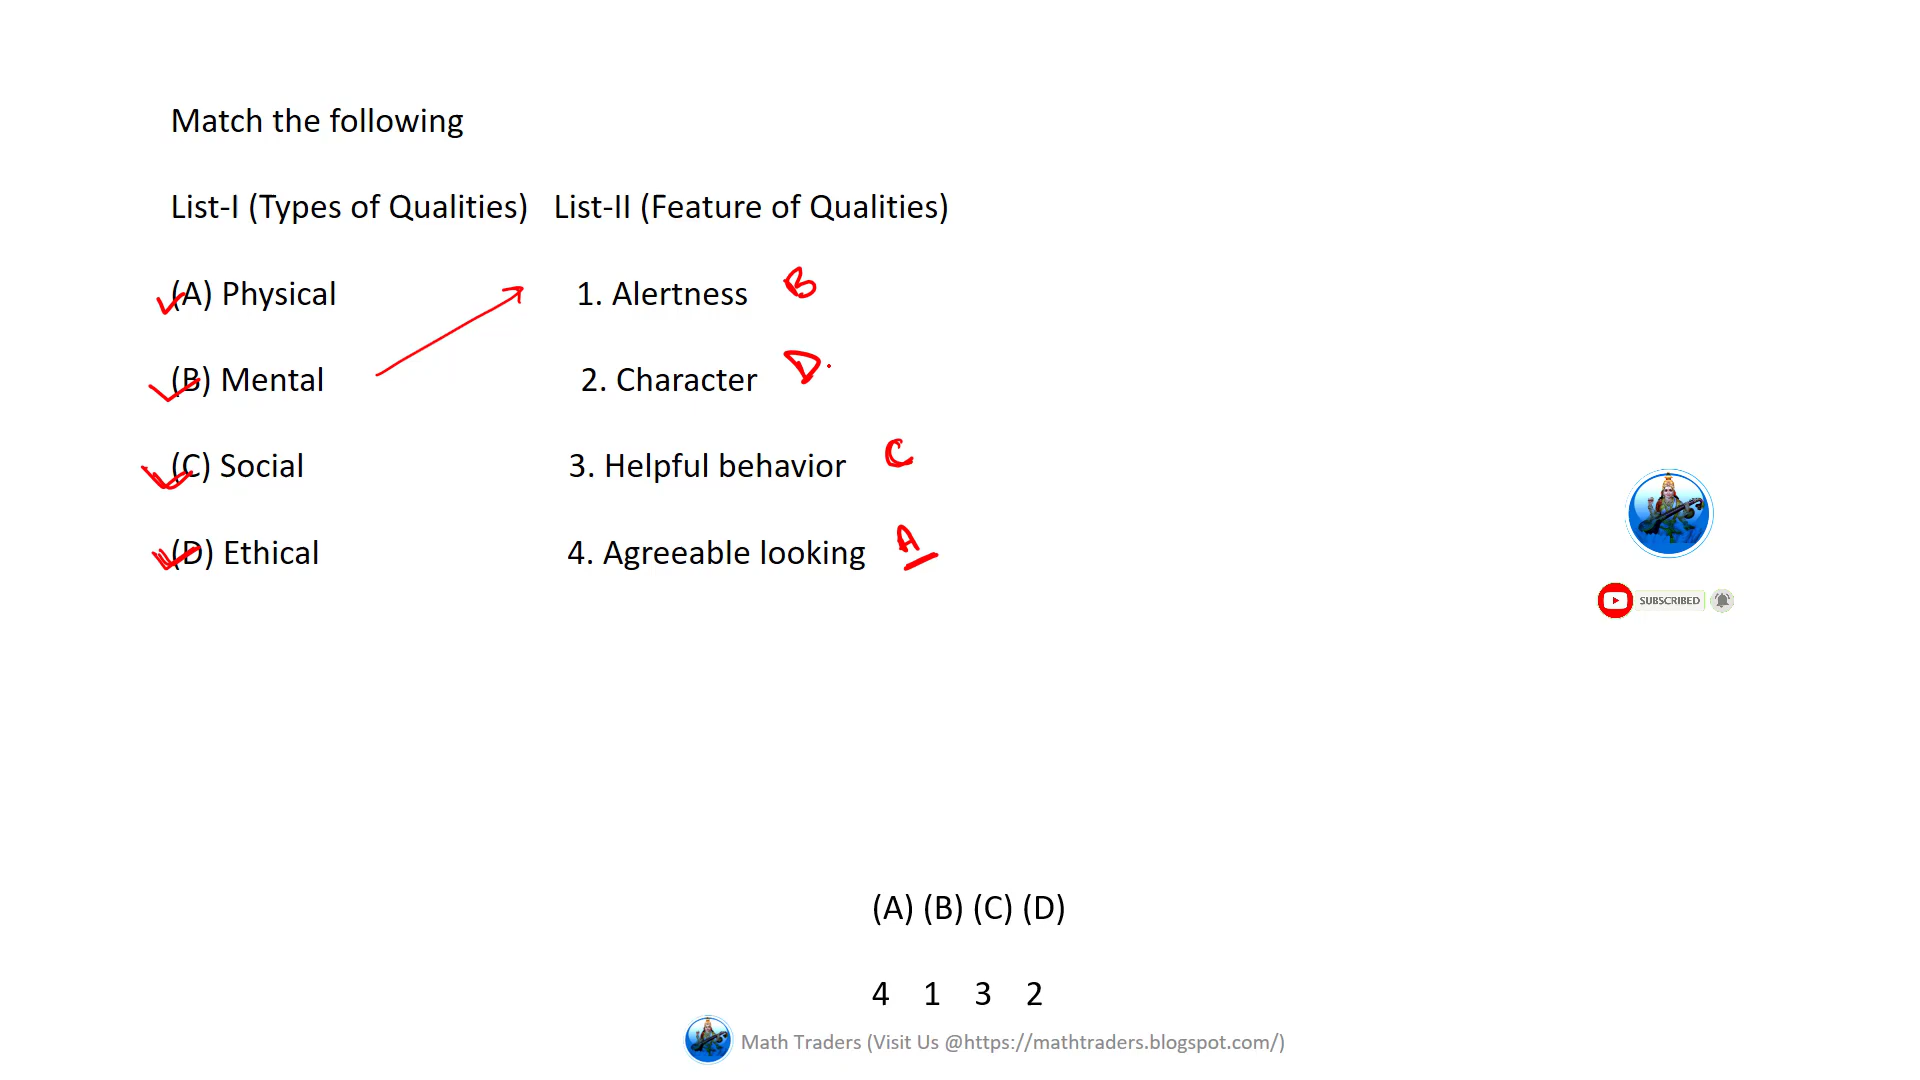 Match the following
List-I (Types of Qualities) List-II (Feature of Qualities)
(A) Physical 1. Alertness B
(B) Mental 2. Character D
(C) Social 3. Helpful behavior C
(D) Ethical 4. Agreeable looking A
SUBSCRIBED
(A) (B) (C) (D)
4 1 3 2
Math Traders (Visit Us @https://mathtraders.blogspot.com/)